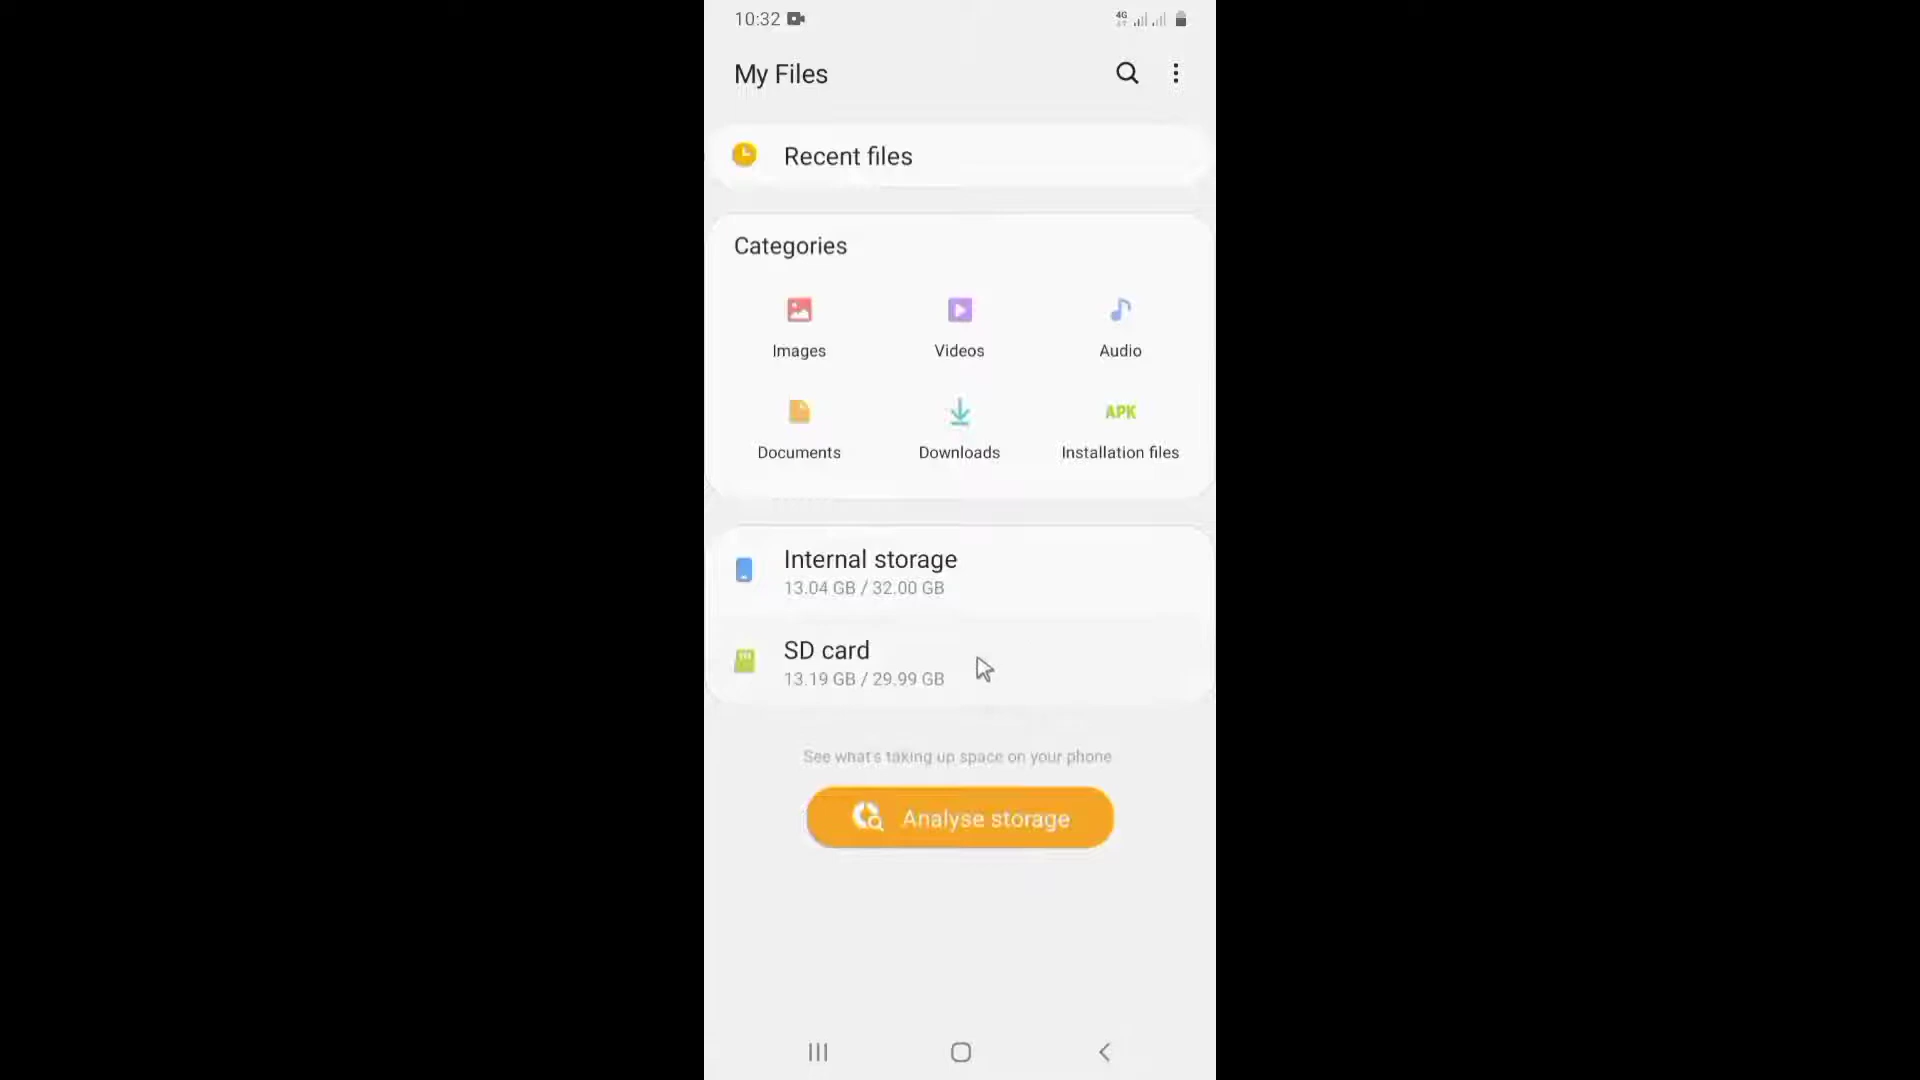 10:32
4G
My Files
Recent files
Categories
Images
Videos
Audio
APK
Documents
Downloads
Installation files
Internal storage
13.04 GB / 32.00 GB
SD card
13.19 GB / 29.99 GB
See what's taking up space on your phone
Analyse storage